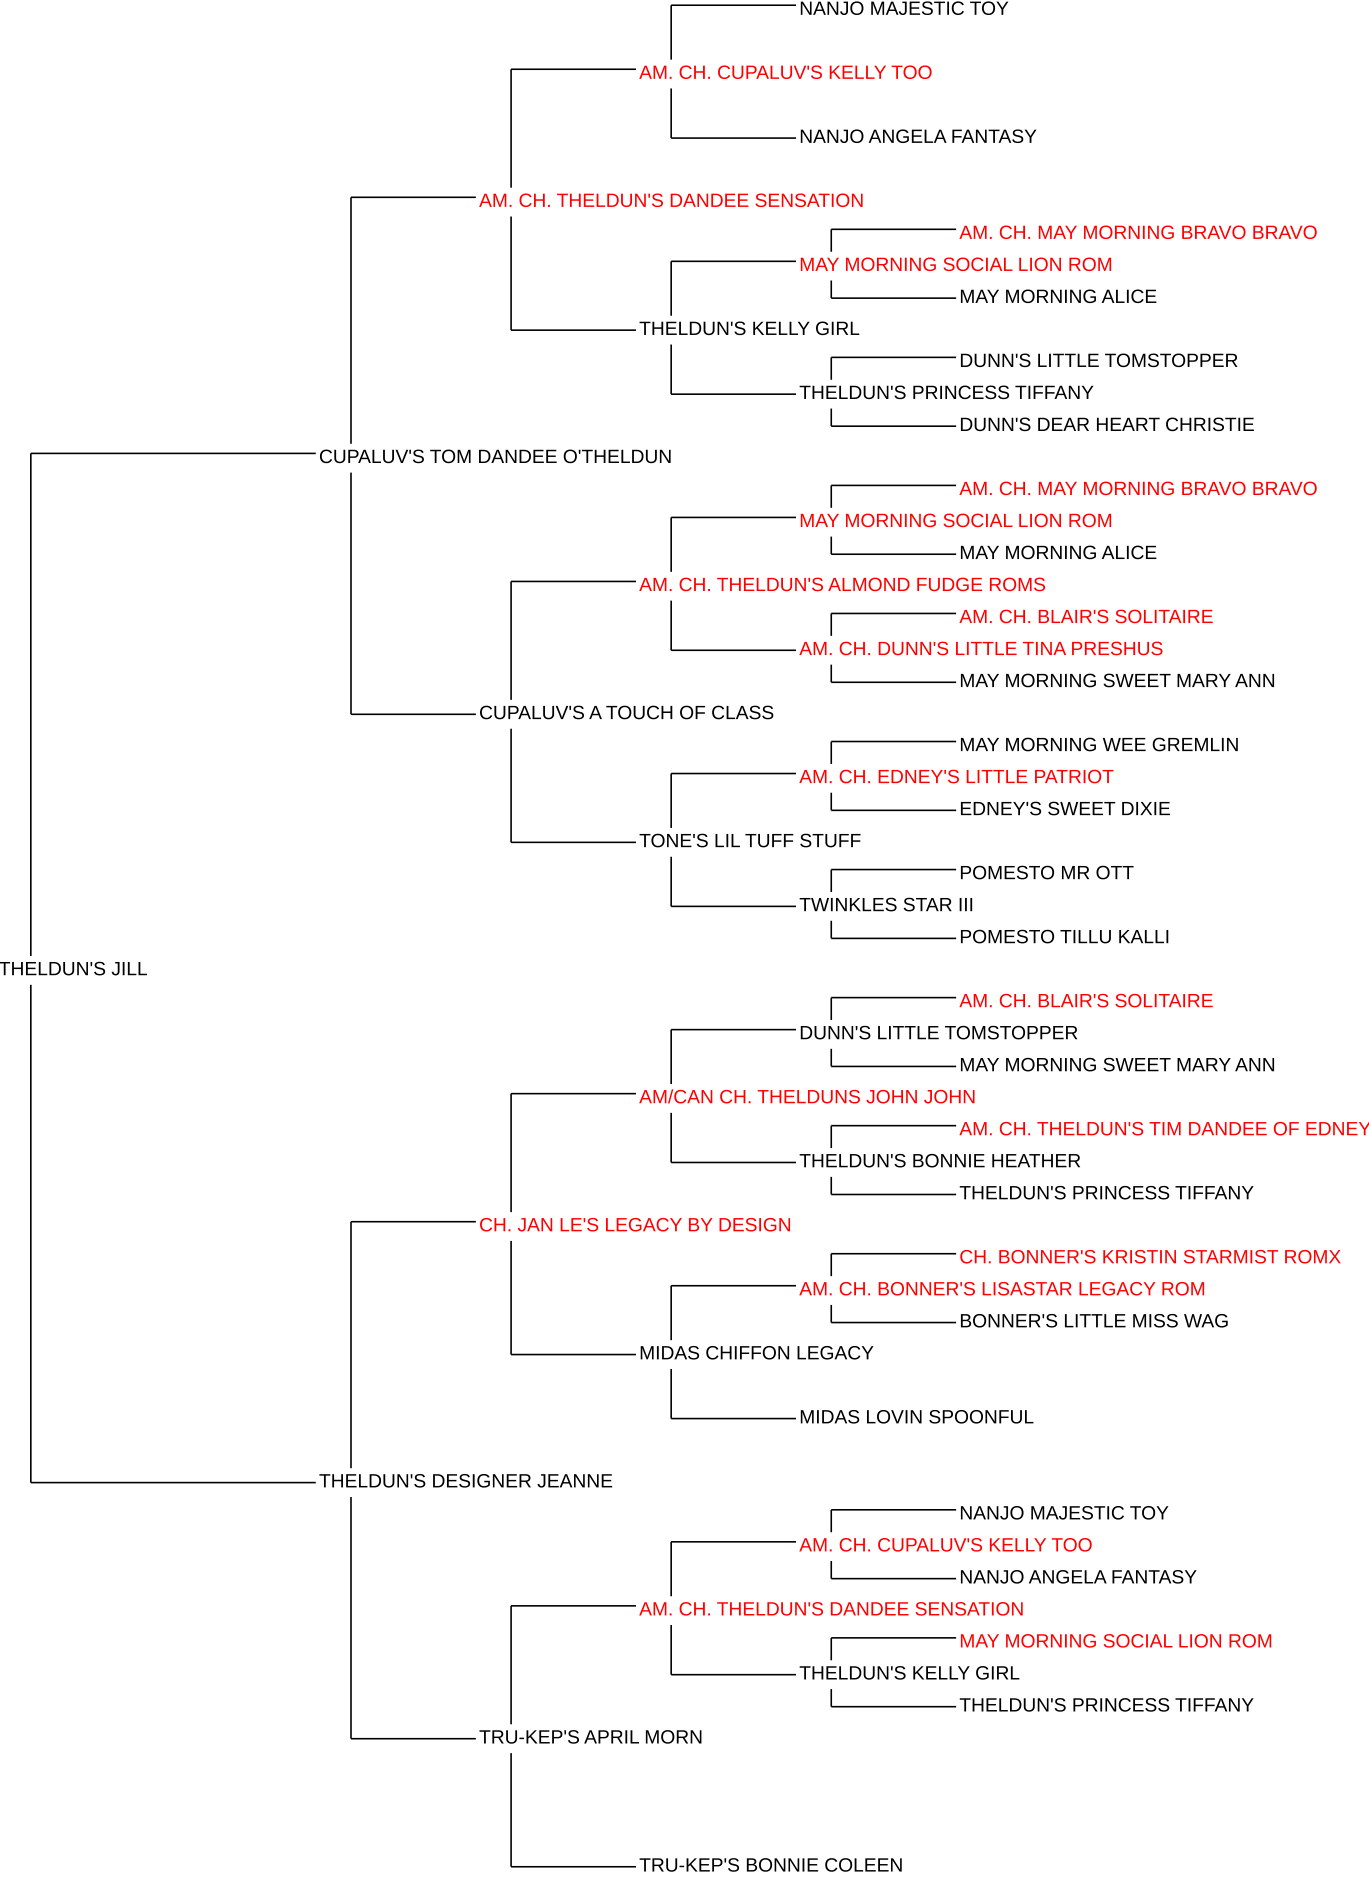 NANJO MAJESTIC TOY
AM. CH. CUPALUV'S KELLY TOO
NANJO ANGELA FANTASY
AM. CH. THELDUN'S DANDEE SENSATION
AM. CH. MAY MORNING BRAVO BRAVO
MAY MORNING SOCIAL LION ROM
MAY MORNING ALICE
THELDUN'S KELLY GIRL
DUNN'S LITTLE TOMSTOPPER
THELDUN'S PRINCESS TIFFANY
DUNN'S DEAR HEART CHRISTIE
CUPALUV'S TOM DANDEE O'THELDUN
AM. CH. MAY MORNING BRAVO BRAVO
MAY MORNING SOCIAL LION ROM
MAY MORNING ALICE
AM. CH. THELDUN'S ALMOND FUDGE ROMS
AM. CH. BLAIR'S SOLITAIRE
AM. CH. DUNN'S LITTLE TINA PRESHUS
MAY MORNING SWEET MARY ANN
CUPALUV'S A TOUCH OF CLASS
MAY MORNING WEE GREMLIN
AM. CH. EDNEY'S LITTLE PATRIOT
EDNEY'S SWEET DIXIE
TONE'S LIL TUFF STUFF
POMESTO MR OTT
TWINKLES STAR III
POMESTO TILLU KALLI
THELDUN'S JILL
AM. CH. BLAIR'S SOLITAIRE
DUNN'S LITTLE TOMSTOPPER
MAY MORNING SWEET MARY ANN
AM/CAN CH. THELDUNS JOHN JOHN
AM. CH. THELDUN'S TIM DANDEE OF EDNEY
THELDUN'S BONNIE HEATHER
THELDUN'S PRINCESS TIFFANY
CH. JAN LE'S LEGACY BY DESIGN
CH. BONNER'S KRISTIN STARMIST ROMX
AM. CH. BONNER'S LISASTAR LEGACY ROM
BONNER'S LITTLE MISS WAG
MIDAS CHIFFON LEGACY
MIDAS LOVIN SPOONFUL
THELDUN'S DESIGNER JEANNE
NANJO MAJESTIC TOY
AM. CH. CUPALUV'S KELLY TOO
NANJO ANGELA FANTASY
AM. CH. THELDUN'S DANDEE SENSATION
MAY MORNING SOCIAL LION ROM
THELDUN'S KELLY GIRL
THELDUN'S PRINCESS TIFFANY
TRU-KEP'S APRIL MORN
TRU-KEP'S BONNIE COLEEN